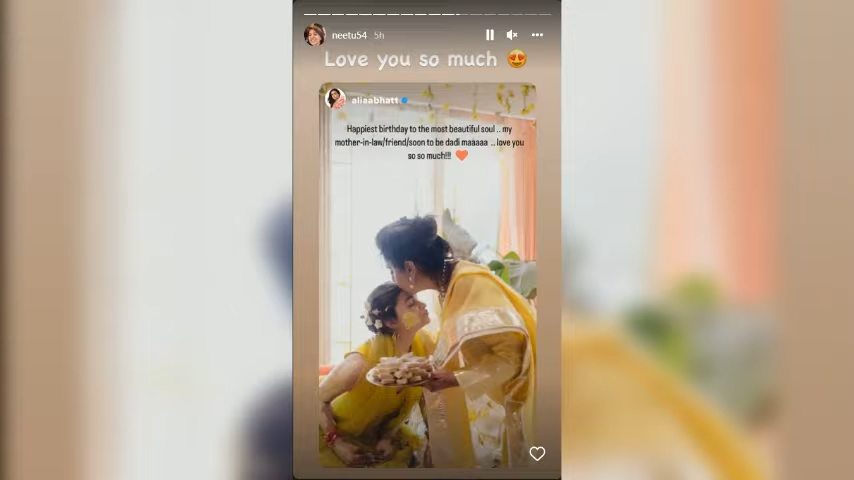 neetu54 5h
Love you so much 😍
aliaabhatt
Happiest birthday to the most beautiful soul .. my
mother-in-law/friend/soon to be dadi maaaaa .. love you
so so much!!! ❤️